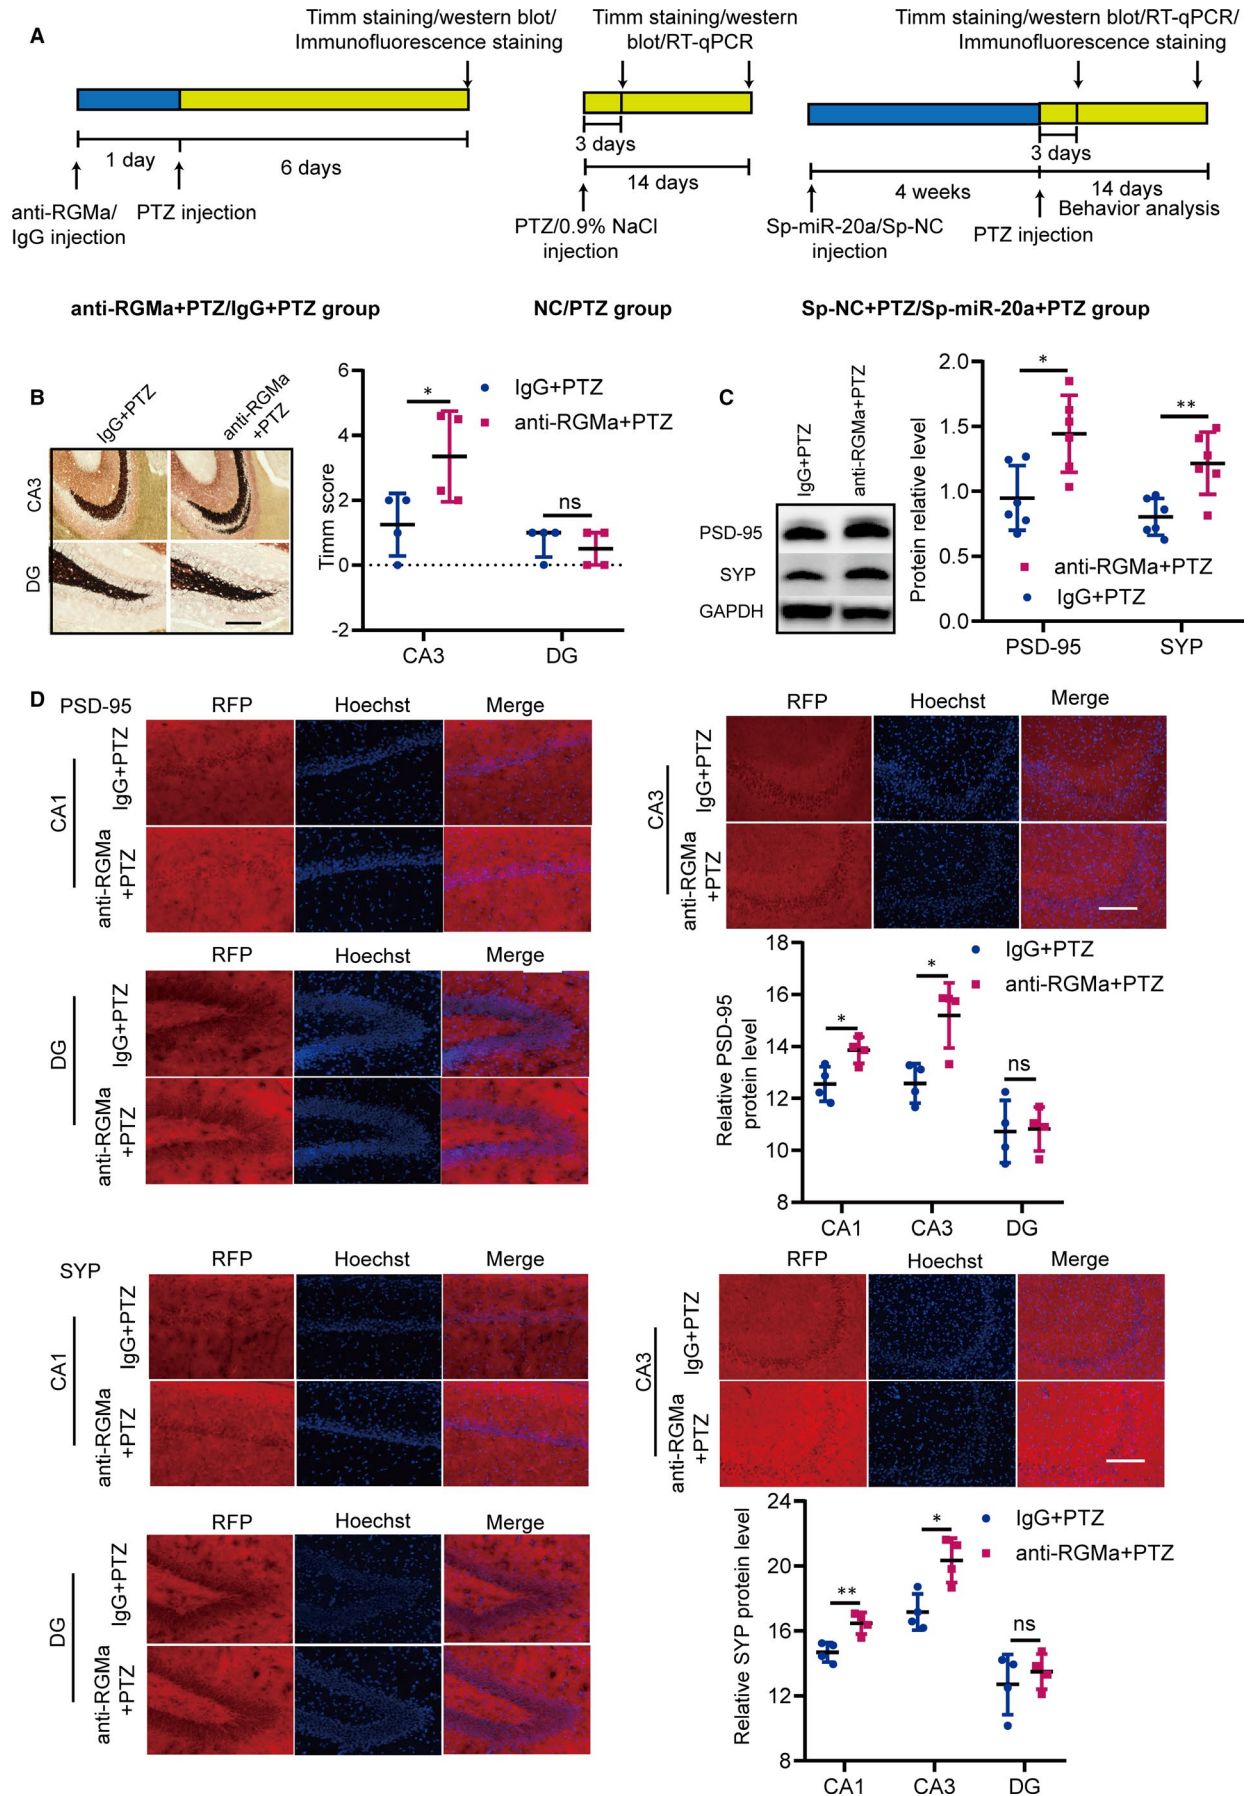 A
Timm staining/western blot/
Immunofluorescence staining
1 day
6 days
anti-RGMa/
IgG injection
PTZ injection
anti-RGMa+PTZ/IgG+PTZ group
Timm staining/western
blot/RT-qPCR
3 days
14 days
PTZ/0.9% NaCl
injection
NC/PTZ group
Timm staining/western blot/RT-qPCR/
Immunofluorescence staining
3 days
4 weeks
14 days
Behavior analysis
Sp-miR-20a/Sp-NC
injection
PTZ injection
Sp-NC+PTZ/Sp-miR-20a+PTZ group
B
IgG+PTZ
anti-RGMa
+PTZ
CA3
DG
Timm score
6
4
2
0
-2
*
ns
IgG+PTZ
anti-RGMa+PTZ
CA3
DG
C
IgG+PTZ
anti-RGMa+PTZ
PSD-95
SYP
GAPDH
Protein relative level
2.0
1.5
1.0
0.5
0.0
*
**
anti-RGMa+PTZ
IgG+PTZ
PSD-95
SYP
D
PSD-95
RFP
Hoechst
Merge
CA1
IgG+PTZ
anti-RGMa
+PTZ
RFP
Hoechst
Merge
CA3
IgG+PTZ
anti-RGMa
+PTZ
RFP
Hoechst
Merge
DG
IgG+PTZ
anti-RGMa
+PTZ
Relative PSD-95
protein level
18
16
14
12
10
8
*
*
ns
IgG+PTZ
anti-RGMa+PTZ
CA1
CA3
DG
SYP
RFP
Hoechst
Merge
CA1
IgG+PTZ
anti-RGMa
+PTZ
RFP
Hoechst
Merge
CA3
IgG+PTZ
anti-RGMa
+PTZ
RFP
Hoechst
Merge
DG
IgG+PTZ
anti-RGMa
+PTZ
Relative SYP protein level
24
20
16
12
8
**
*
ns
IgG+PTZ
anti-RGMa+PTZ
CA1
CA3
DG